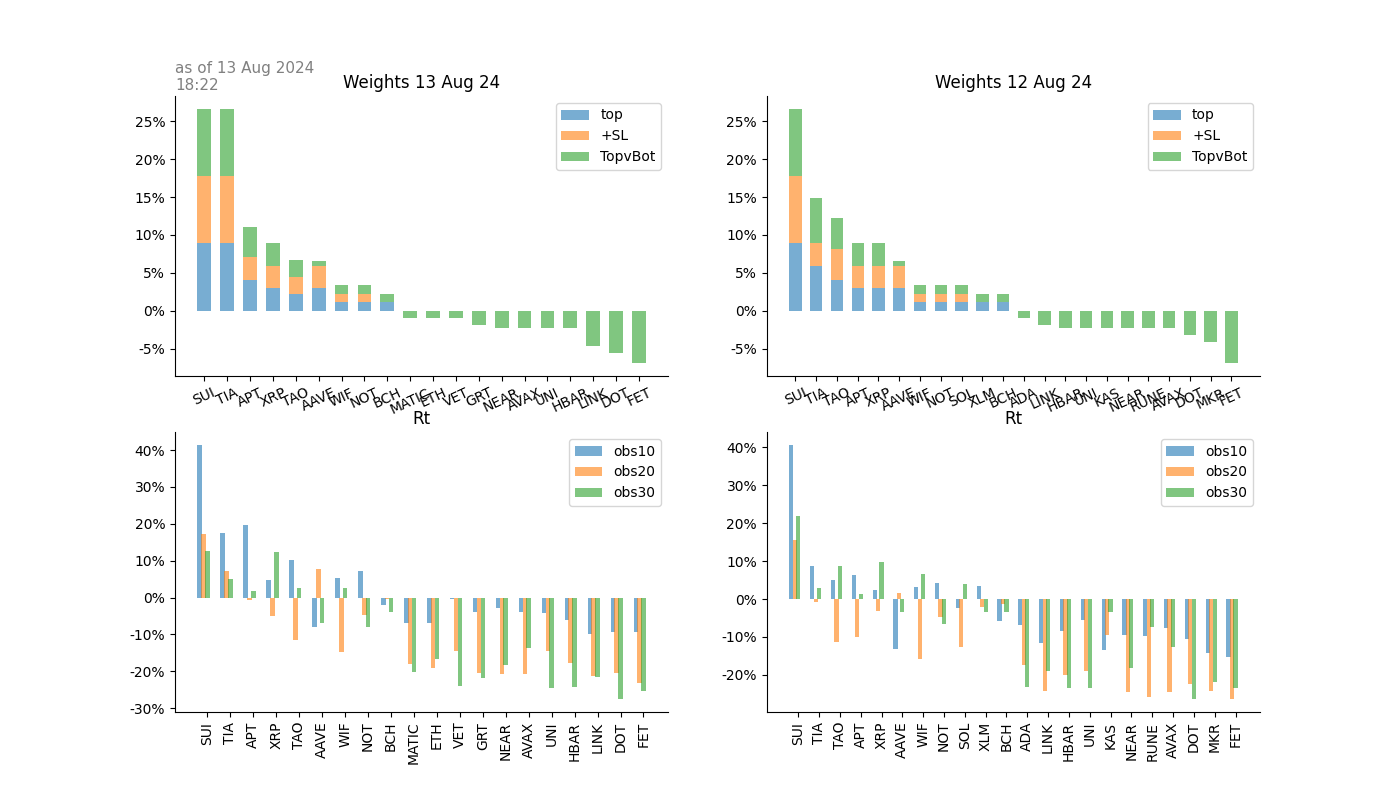 as of 13 Aug 2024
18:22
Weights 13 Aug 24
25%
20%
15%
10%
5%
0%
-5%
top
+SL
TopvBot
SUI TIA APT XRP TAO AAVE WIF NOT BCH MATIC ETH VET GRT NEAR AVAX UNI HBAR LINK DOT FET
Weights 12 Aug 24
25%
20%
15%
10%
5%
0%
-5%
top
+SL
TopvBot
SUI TIA TAO APT XRP AAVE WIF NOT SOL XLM BCH ADA LINK HBAR UNI KAS NEAR RUNE AVAX DOT MKR FET
Rt
40%
30%
20%
10%
0%
-10%
-20%
-30%
obs10
obs20
obs30
SUI TIA APT XRP TAO AAVE WIF NOT BCH MATIC ETH VET GRT NEAR AVAX UNI HBAR LINK DOT FET
Rt
40%
30%
20%
10%
0%
-10%
-20%
obs10
obs20
obs30
SUI TIA TAO APT XRP AAVE WIF NOT SOL XLM BCH ADA LINK HBAR UNI KAS NEAR RUNE AVAX DOT MKR FET